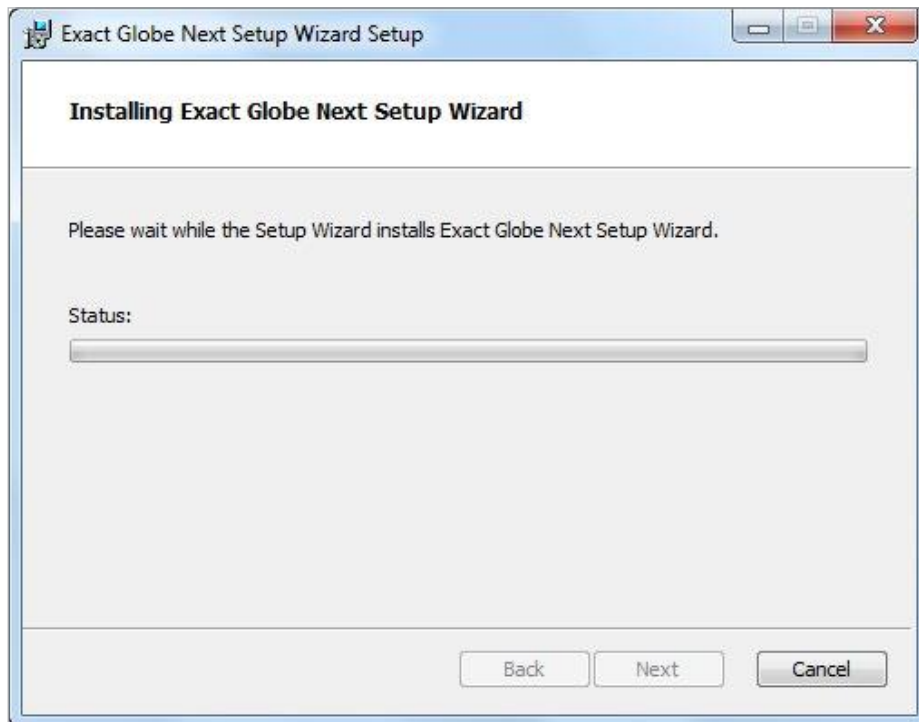 Exact Globe Next Setup Wizard Setup
Installing Exact Globe Next Setup Wizard
Please wait while the Setup Wizard installs Exact Globe Next Setup Wizard.
Status:
Back Next Cancel